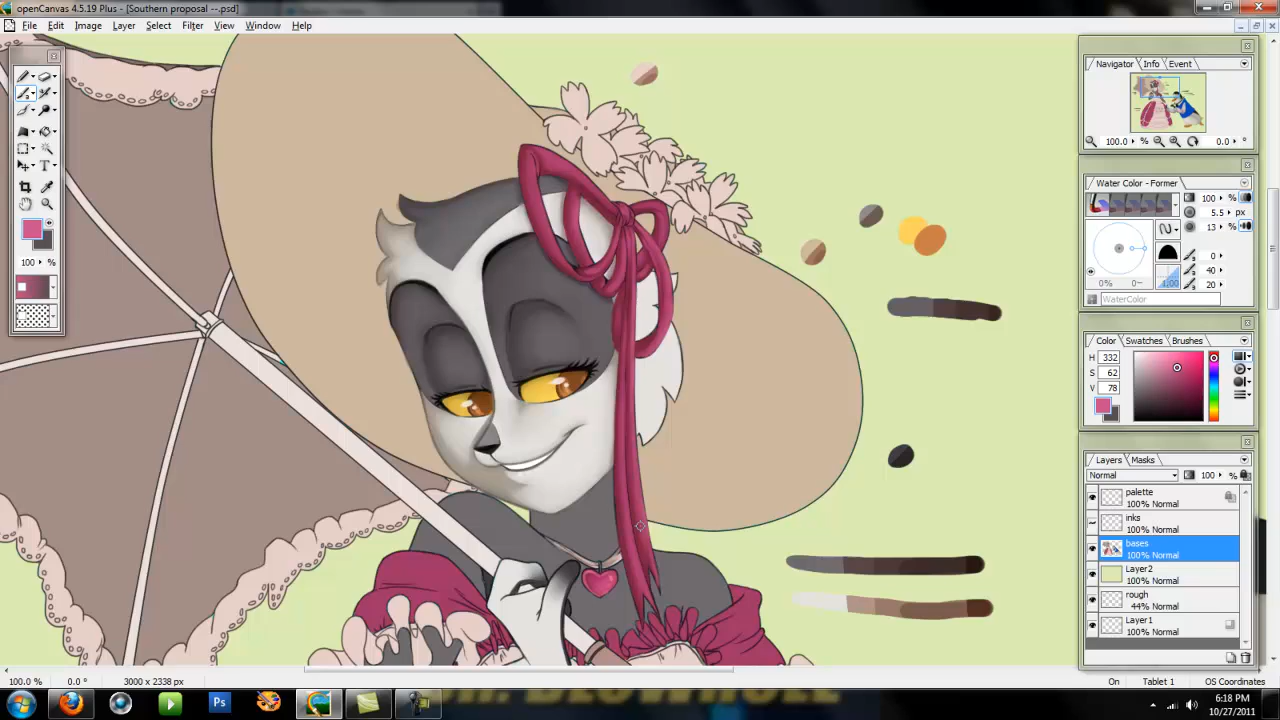 openCanvas 4.5.19 Plus - [Southern proposal --.psd]
File Edit Image Layer Select Filter View Window Help
100 %
Navigator Info Event
100.0 % 0.0 °
Water Color - Former
100 %
5.5 px
13
0
40
20
0% 0~ 100
WaterColor
Color Swatches Brushes
H 332
S 62
V 78
Layers Masks
Normal 100 %
palette
100% Normal
inks
100% Normal
bases
100% Normal
Layer2
100% Normal
rough
44% Normal
Layer1
100% Normal
100.0 % 0.0 ° 3000 x 2338 px On Tablet 1 OS Coordinates
Ps
6:18 PM
10/27/2011